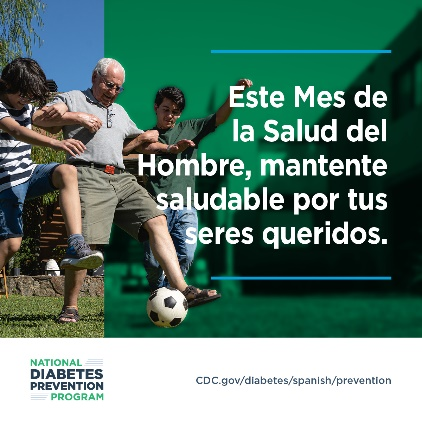 Este Mes de
la Salud del
Hombre, mantente
saludable por tus
seres queridos.
NATIONAL
DIABETES
PREVENTION
PROGRAM
CDC.gov/diabetes/spanish/prevention